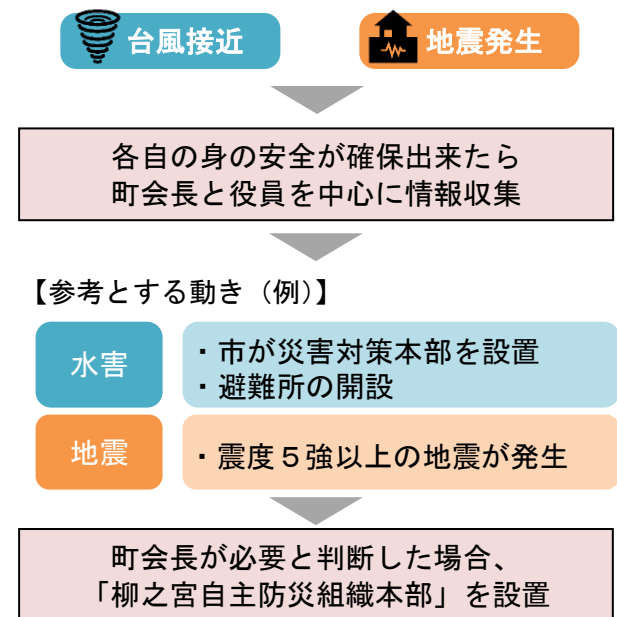 台風接近
地震発生
各自の身の安全が確保出来たら
町会長と役員を中心に情報収集
【参考とする動き（例）】
水害
・市が災害対策本部を設置
・避難所の開設
地震
・震度５強以上の地震が発生
町会長が必要と判断した場合、
「柳之宮自主防災組織本部」を設置